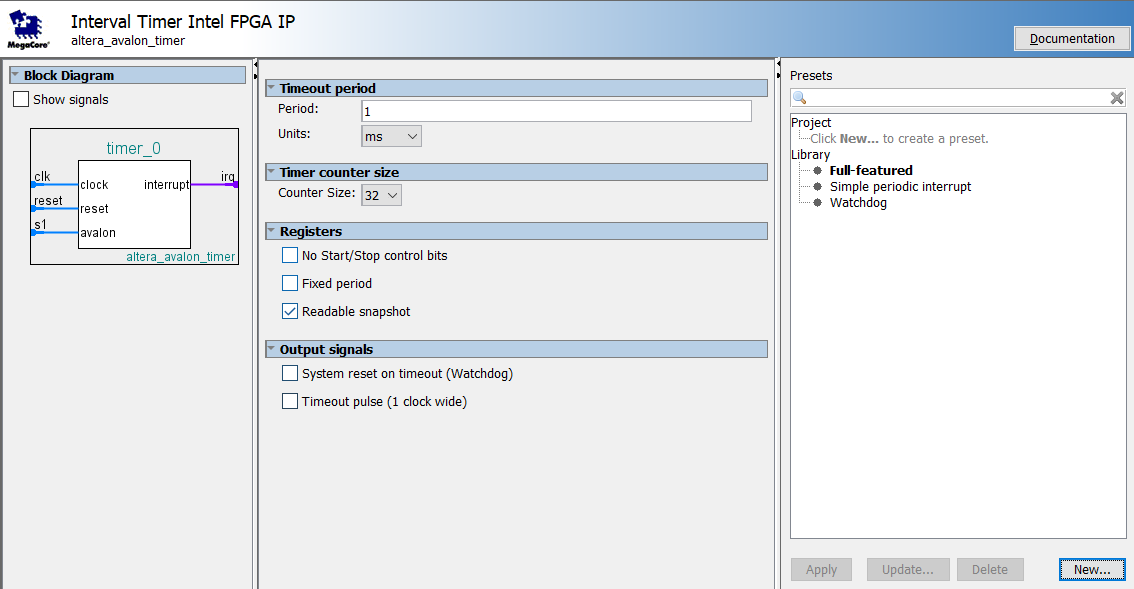 Interval Timer Intel FPGA IP
altera_avalon_timer
MegaCore®
Documentation
Block Diagram
Show signals
timer_0
clk
irq
clock
interrupt
reset
reset
s1
avalon
altera_avalon_timer
Timeout period
Period: 1
Units: ms
Timer counter size
Counter Size: 32
Registers
No Start/Stop control bits
Fixed period
Readable snapshot
Output signals
System reset on timeout (Watchdog)
Timeout pulse (1 clock wide)
Presets
Project
Click New... to create a preset.
Library
Full-featured
Simple periodic interrupt
Watchdog
Apply Update... Delete New...